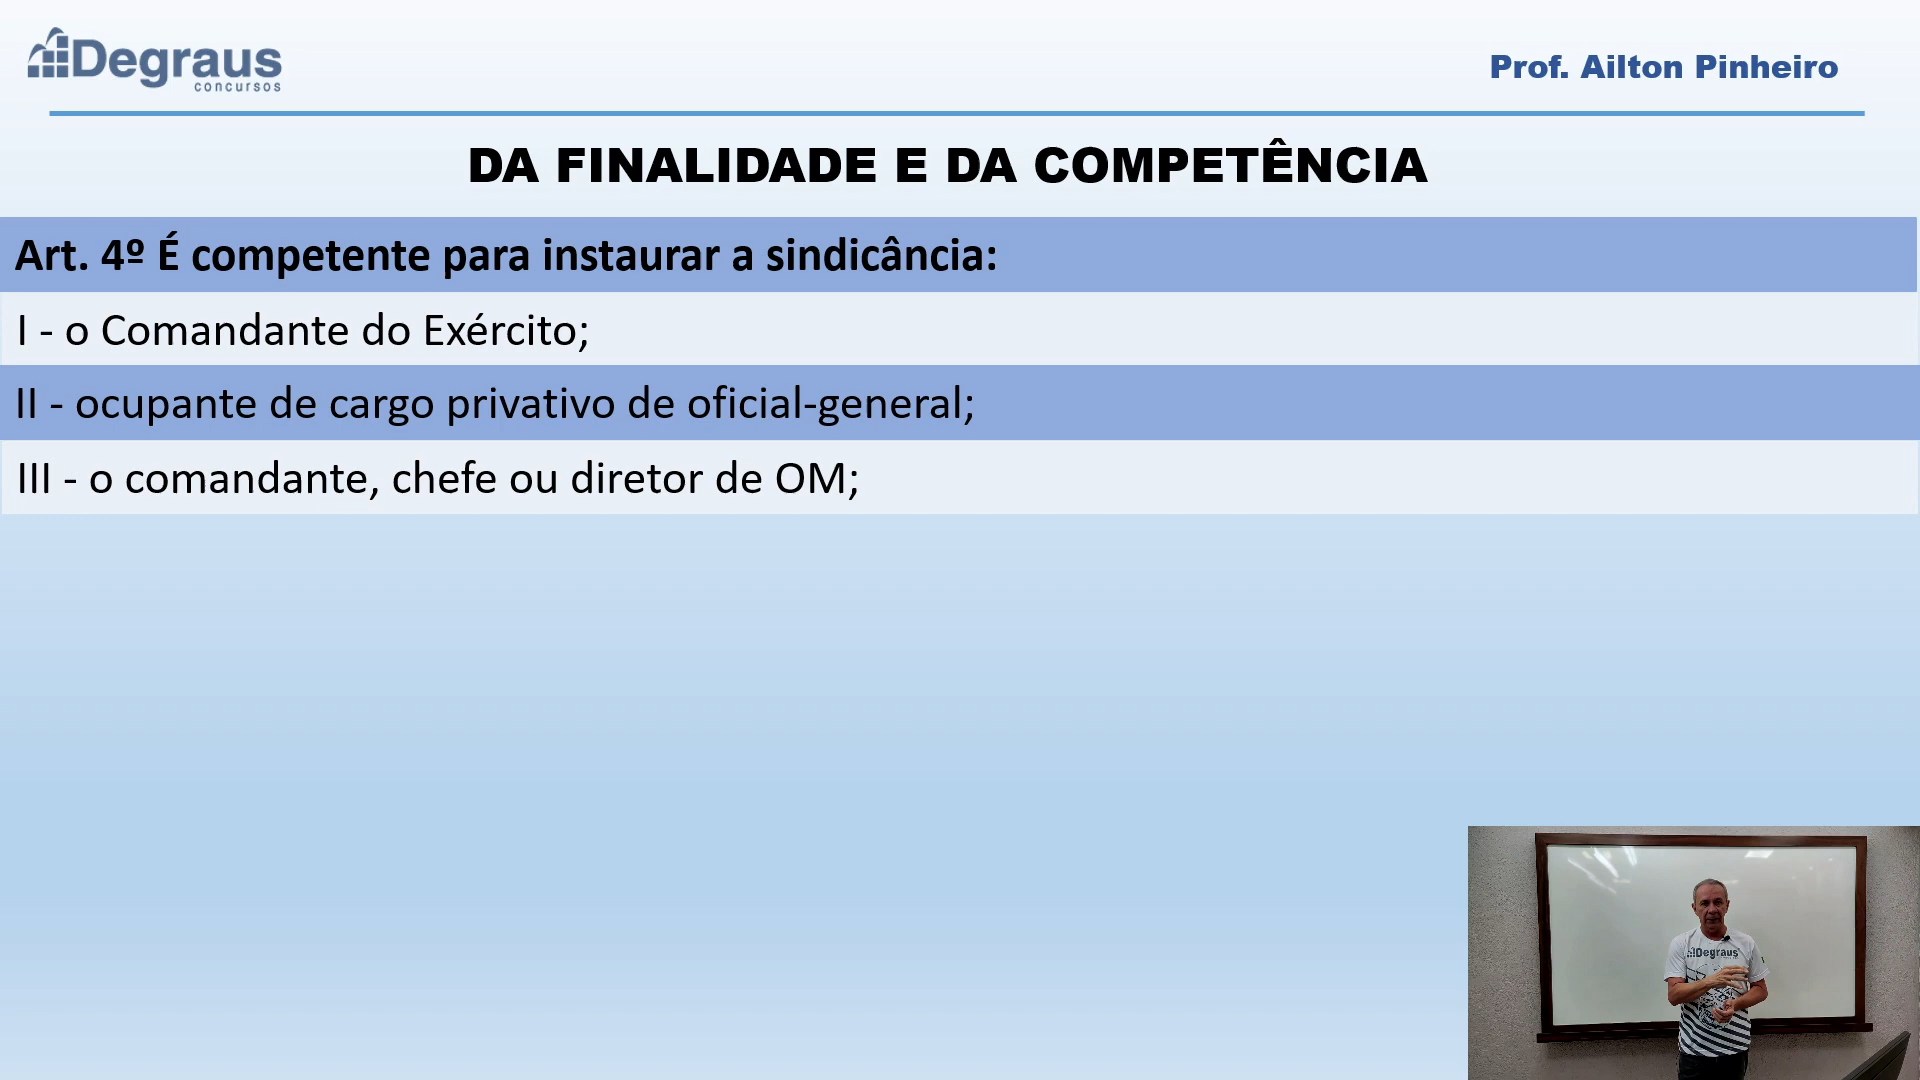 Degraus
concursos
Prof. Ailton Pinheiro
DA FINALIDADE E DA COMPETÊNCIA
Art. 4º É competente para instaurar a sindicância:
I - o Comandante do Exército;
II - ocupante de cargo privativo de oficial-general;
III - o comandante, chefe ou diretor de OM;
Degraus